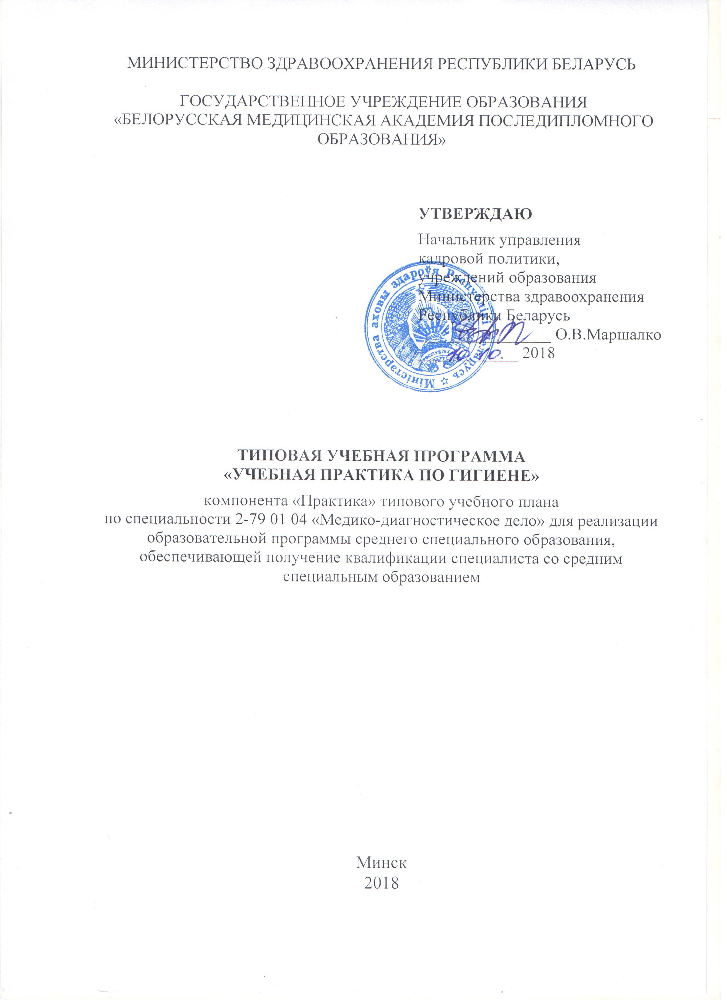 МИНИСТЕРСТВО ЗДРАВООХРАНЕНИЯ РЕСПУБЛИКИ БЕЛАРУСЬ
ГОСУДАРСТВЕННОЕ УЧРЕЖДЕНИЕ ОБРАЗОВАНИЯ
«БЕЛОРУССКАЯ МЕДИЦИНСКАЯ АКАДЕМИЯ ПОСЛЕДИПЛОМНОГО
ОБРАЗОВАНИЯ»
УТВЕРЖДАЮ
Начальник управления
кадровой политики,
учреждений образования
Министерства здравоохранения
Республики Беларусь
О.В.Маршалко
10.10. 2018
Міністэрства аховы здароўя Рэспублікі Беларусь
РЭСПУБЛІКА
БЕЛАРУСЬ
ТИПОВАЯ УЧЕБНАЯ ПРОГРАММА
«УЧЕБНАЯ ПРАКТИКА ПО ГИГИЕНЕ»
компонента «Практика» типового учебного плана
по специальности 2-79 01 04 «Медико-диагностическое дело» для реализации
образовательной программы среднего специального образования,
обеспечивающей получение квалификации специалиста со средним
специальным образованием
Минск
2018